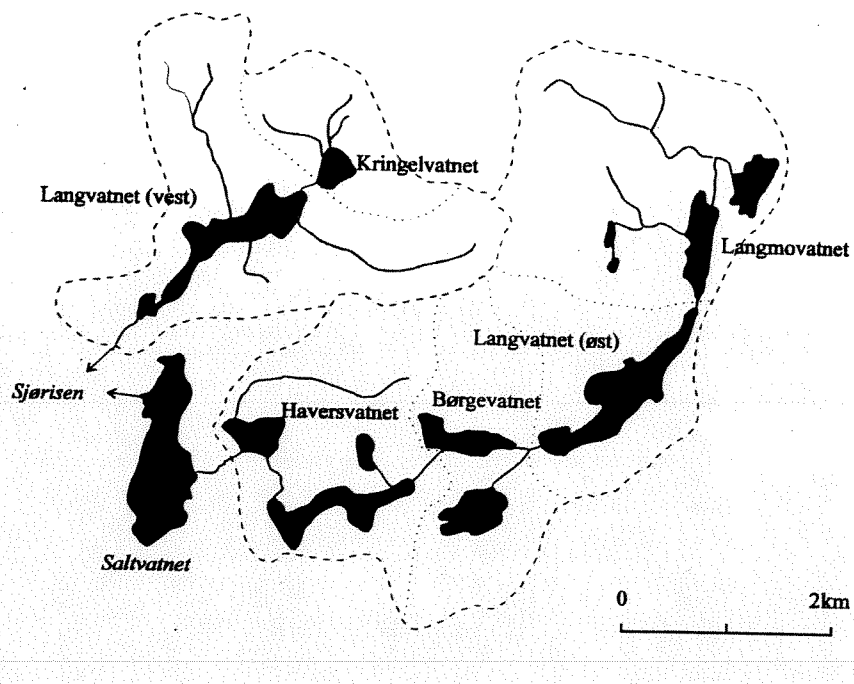 Kringelvatnet
Langvatnet (vest)
Langmovatnet
Langvatnet (øst)
Sjørisen
Haversvatnet
Børgevatnet
Saltvatnet
0 2km